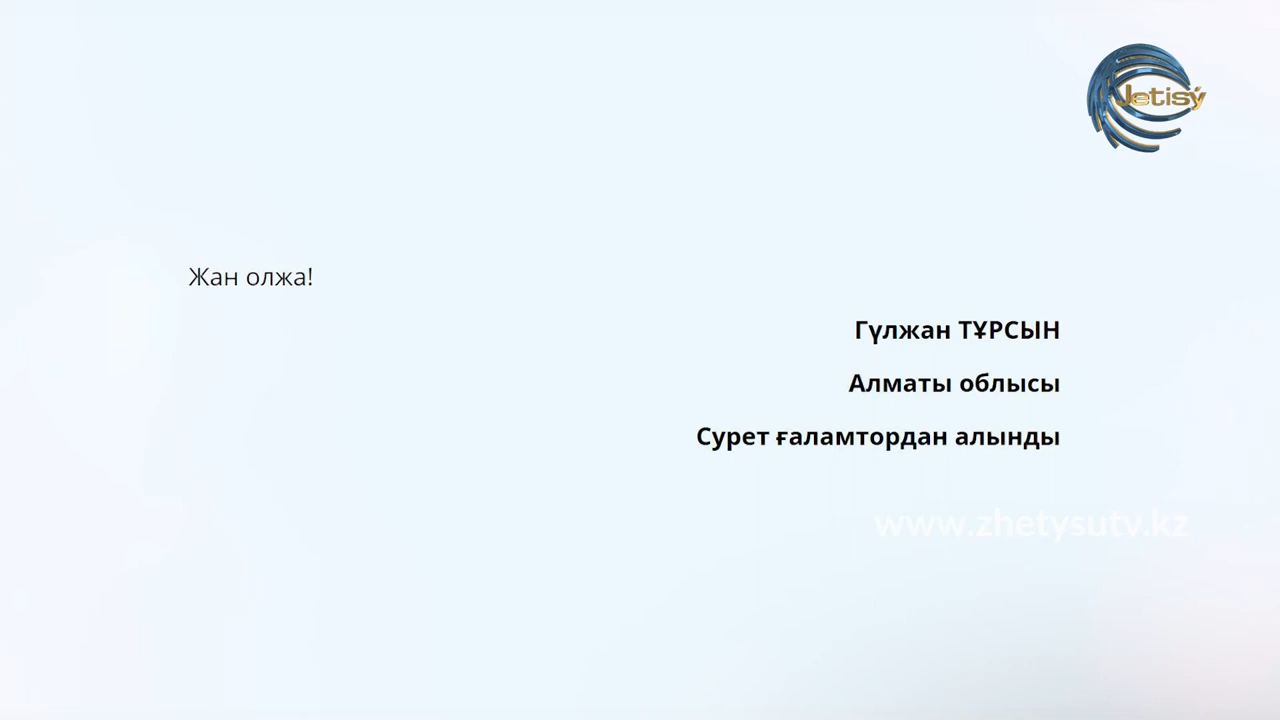 Jetisý
Жан олжа!
Гүлжан ТҰРСЫН
Алматы облысы
Сурет ғаламтордан алынды
www.zhetysutv.kz